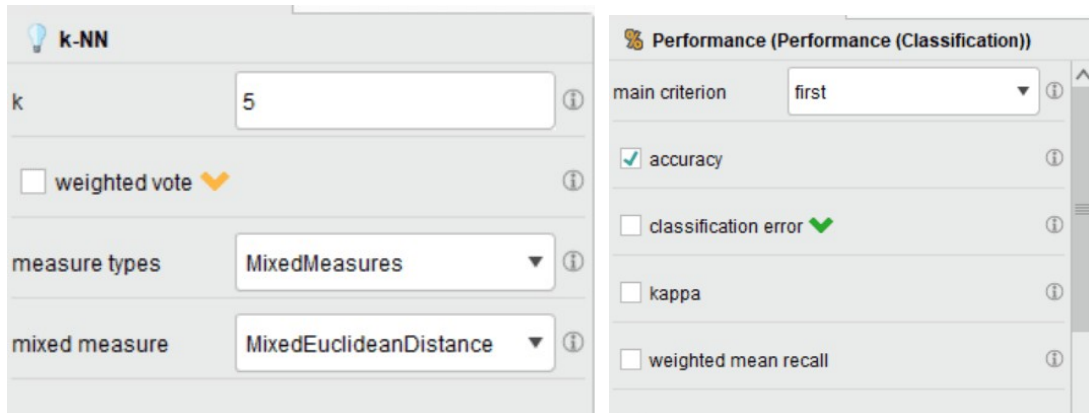 k-NN
k 5
weighted vote
measure types MixedMeasures
mixed measure MixedEuclideanDistance
% Performance (Performance (Classification))
main criterion first
accuracy
classification error
kappa
weighted mean recall